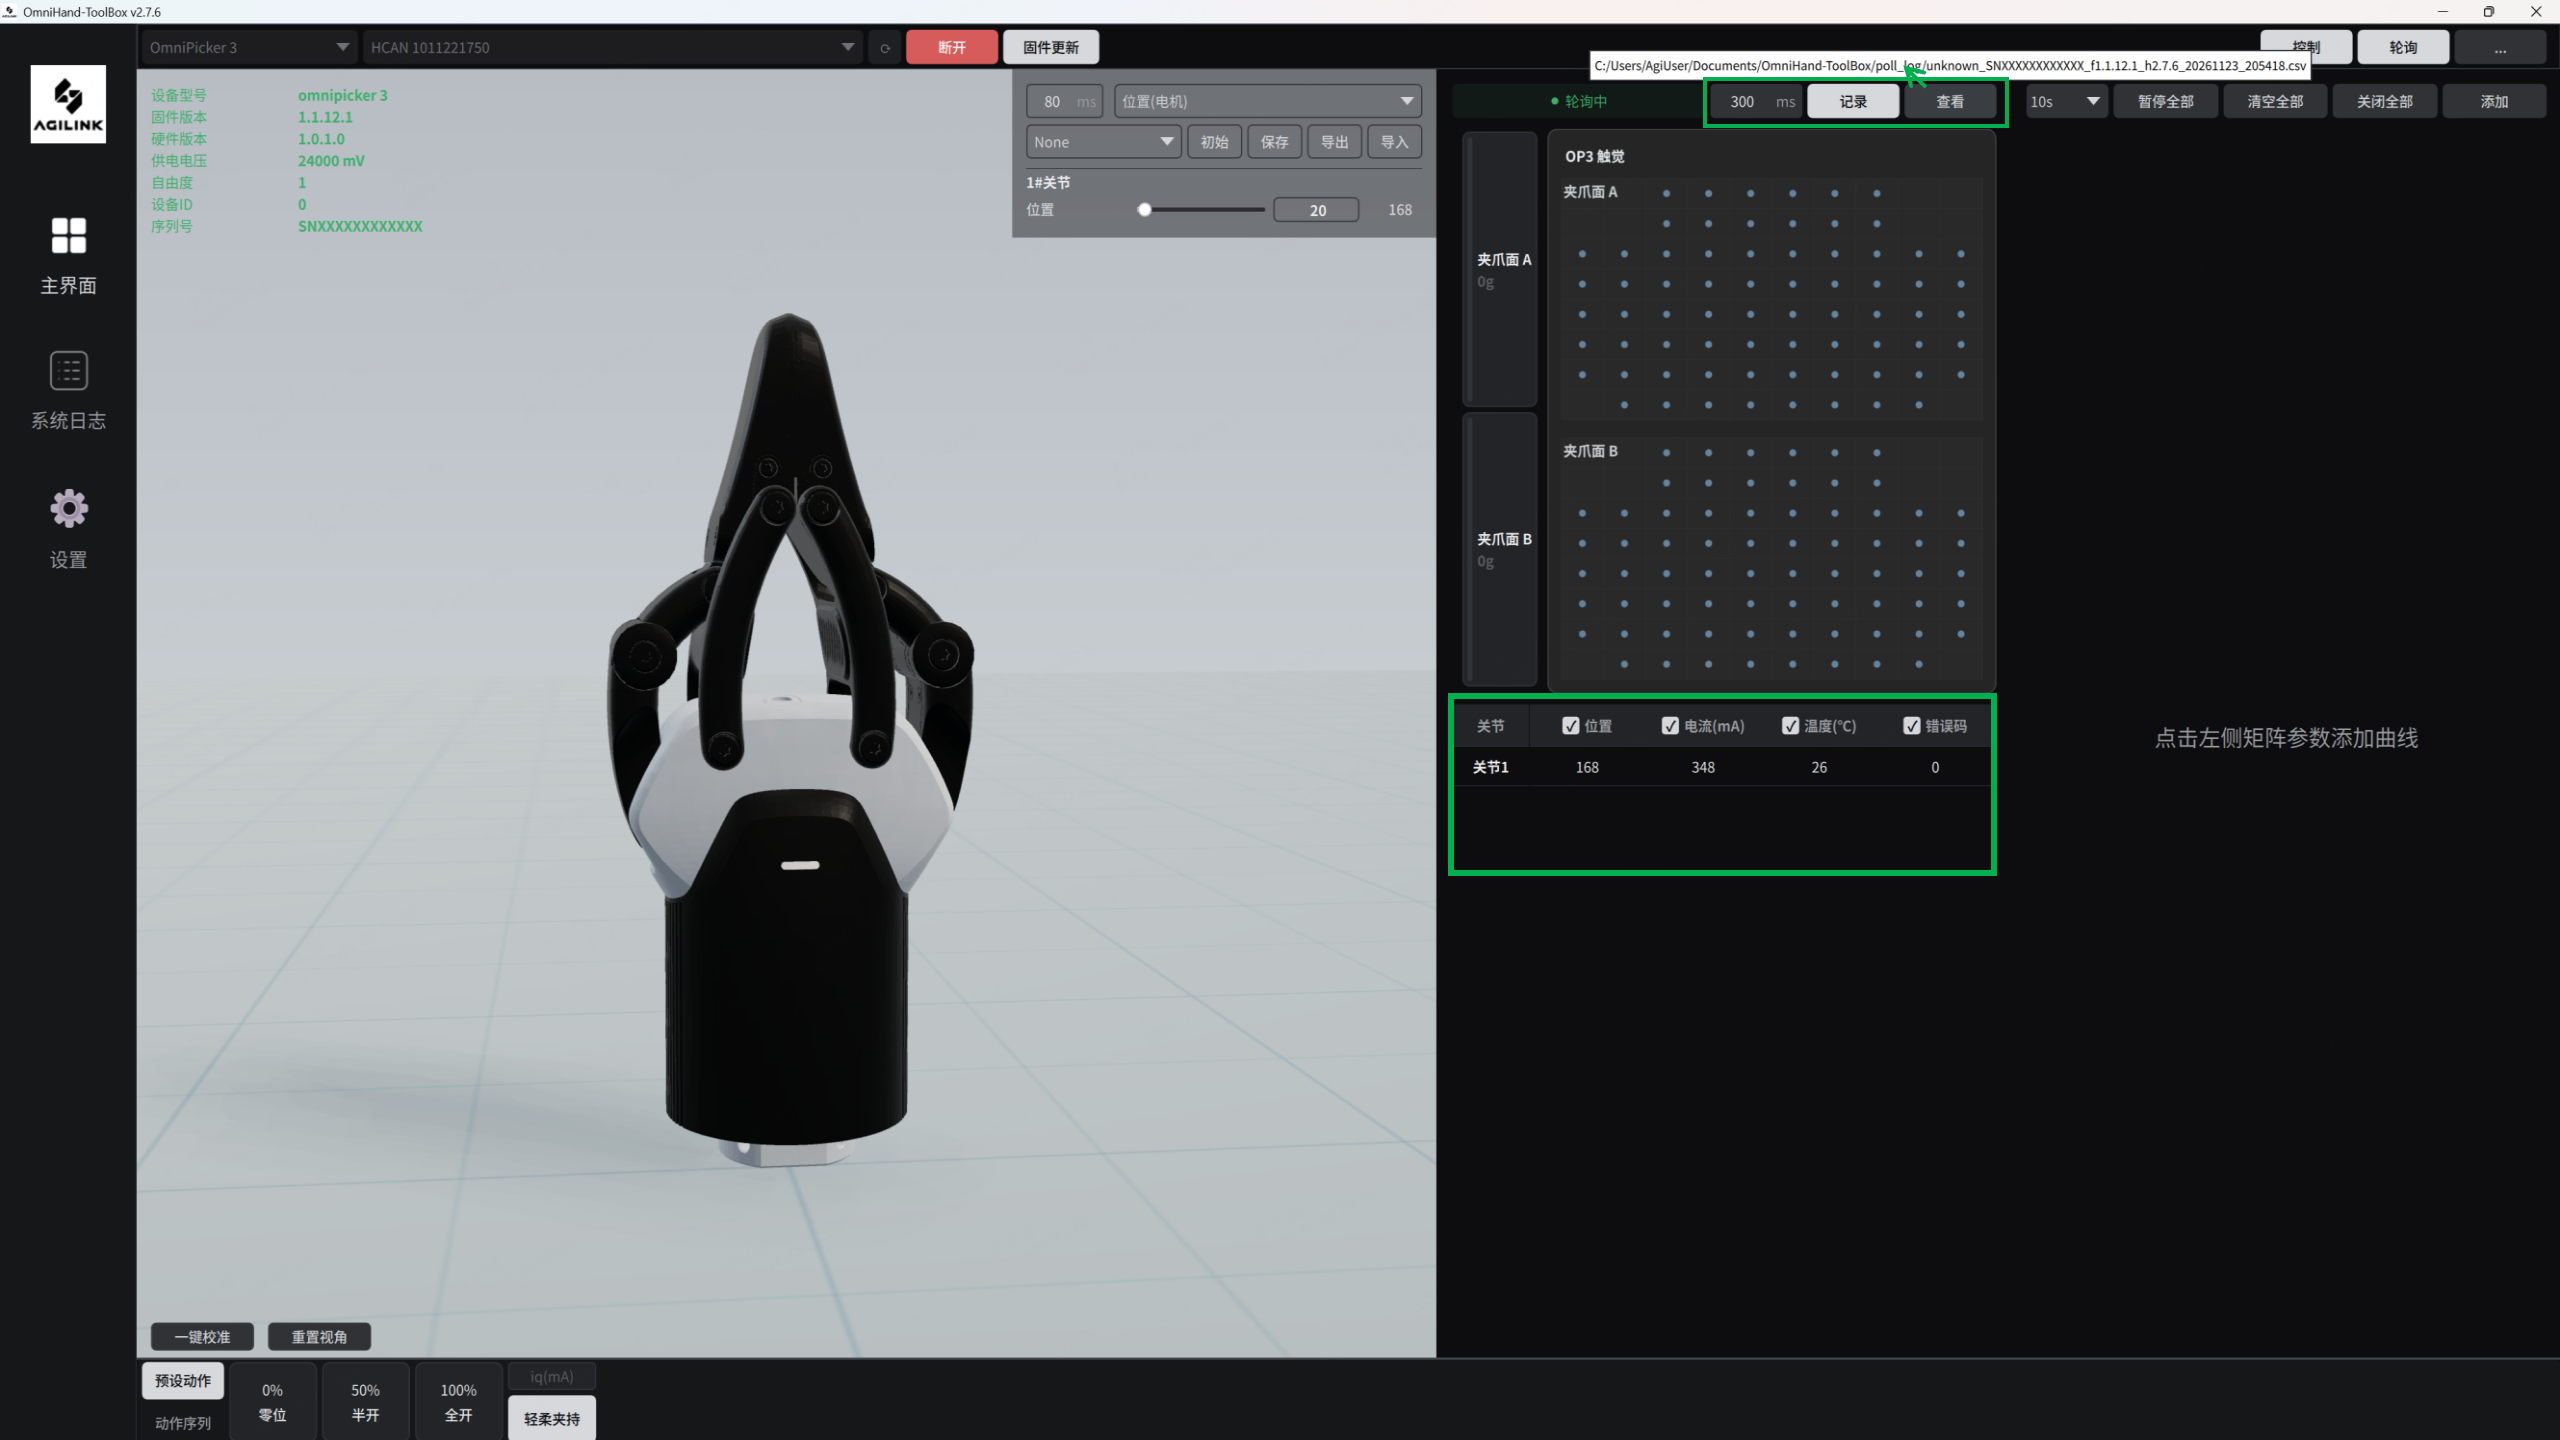 OmniHand-ToolBox v2.7.6
OmniPicker 3
HCAN 1011221750
断开
固件更新
控制
轮询
...
C:/Users/AgiUser/Documents/OmniHand-ToolBox/poll_log/unknown_SNXXXXXXXXXXXX_f1.1.12.1_h2.7.6_20261123_205418.csv
AGILINK
主界面
系统日志
设置
设备型号 omnipicker 3
固件版本 1.1.12.1
硬件版本 1.0.1.0
供电电压 24000 mV
自由度 1
设备ID 0
序列号 SNXXXXXXXXXXXX
80 ms
位置(电机)
None
初始
保存
导出
导入
1#关节
位置 20 168
轮询中
300 ms
记录
查看
10s
暂停全部
清空全部
关闭全部
添加
夹爪面 A
0g
夹爪面 B
0g
OP3 触觉
夹爪面 A
夹爪面 B
关节 位置 电流(mA) 温度(℃) 错误码
关节1 168 348 26 0
点击左侧矩阵参数添加曲线
一键校准
重置视角
预设动作
动作序列
0%
零位
50%
半开
100%
全开
iq(mA)
轻柔夹持